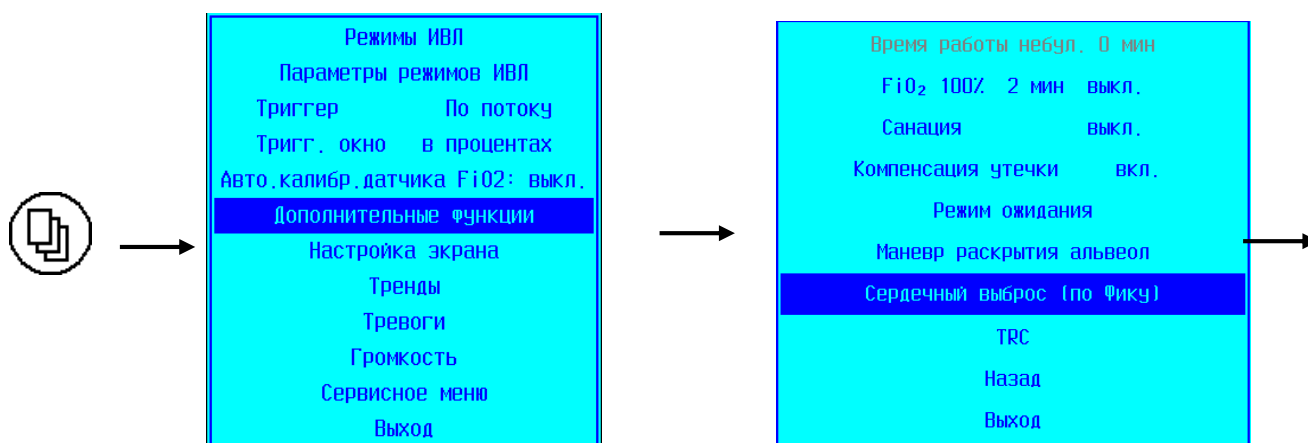 Режимы ИВЛ
Параметры режимов ИВЛ
Триггер По потоку
Тригг. окно в процентах
Авто.калибр.датчика FiO2: выкл.
Дополнительные функции
Настройка экрана
Тренды
Тревоги
Громкость
Сервисное меню
Выход
Время работы небул. 0 мин
FiO₂ 100% 2 мин выкл.
Санация выкл.
Компенсация утечки вкл.
Режим ожидания
Маневр раскрытия альвеол
Сердечный выброс (по Фику)
TRC
Назад
Выход